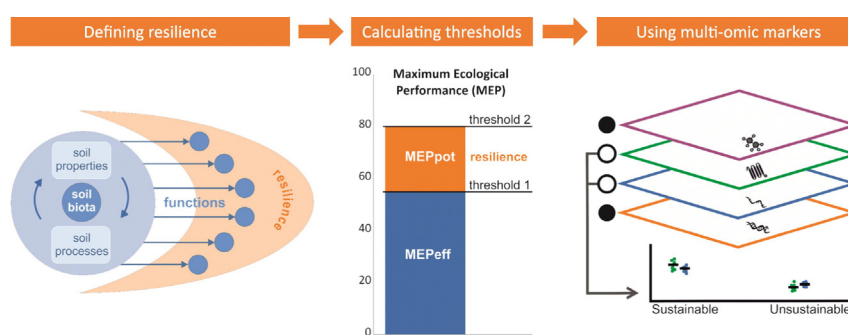 Defining resilience
Calculating thresholds
Using multi-omic markers
soil
properties
soil
biota
soil
processes
functions
resilience
Maximum Ecological
Performance (MEP)
100
80
60
40
20
0
threshold 2
MEPpot
resilience
threshold 1
MEPeff
Sustainable
Unsustainable